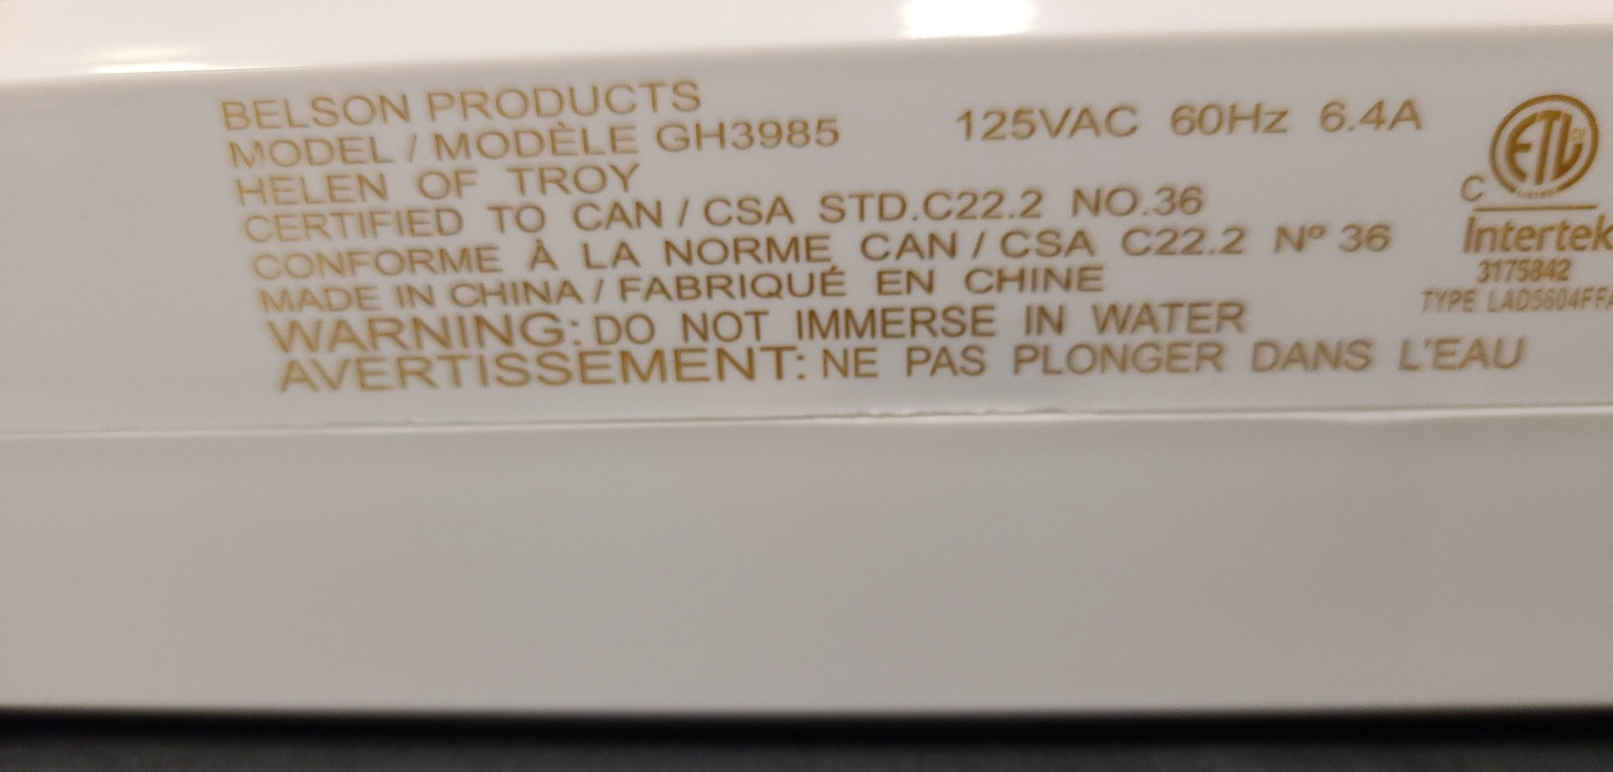 BELSON PRODUCTS
MODEL / MODÈLE GH3985 125VAC 60Hz 6.4A
HELEN OF TROY
CERTIFIED TO CAN / CSA STD.C22.2 NO.36
CONFORME À LA NORME CAN / CSA C22.2 Nº 36
MADE IN CHINA / FABRIQUÉ EN CHINE
WARNING: DO NOT IMMERSE IN WATER
AVERTISSEMENT: NE PAS PLONGER DANS L'EAU
ETL
C
Intertek
3175842
TYPE